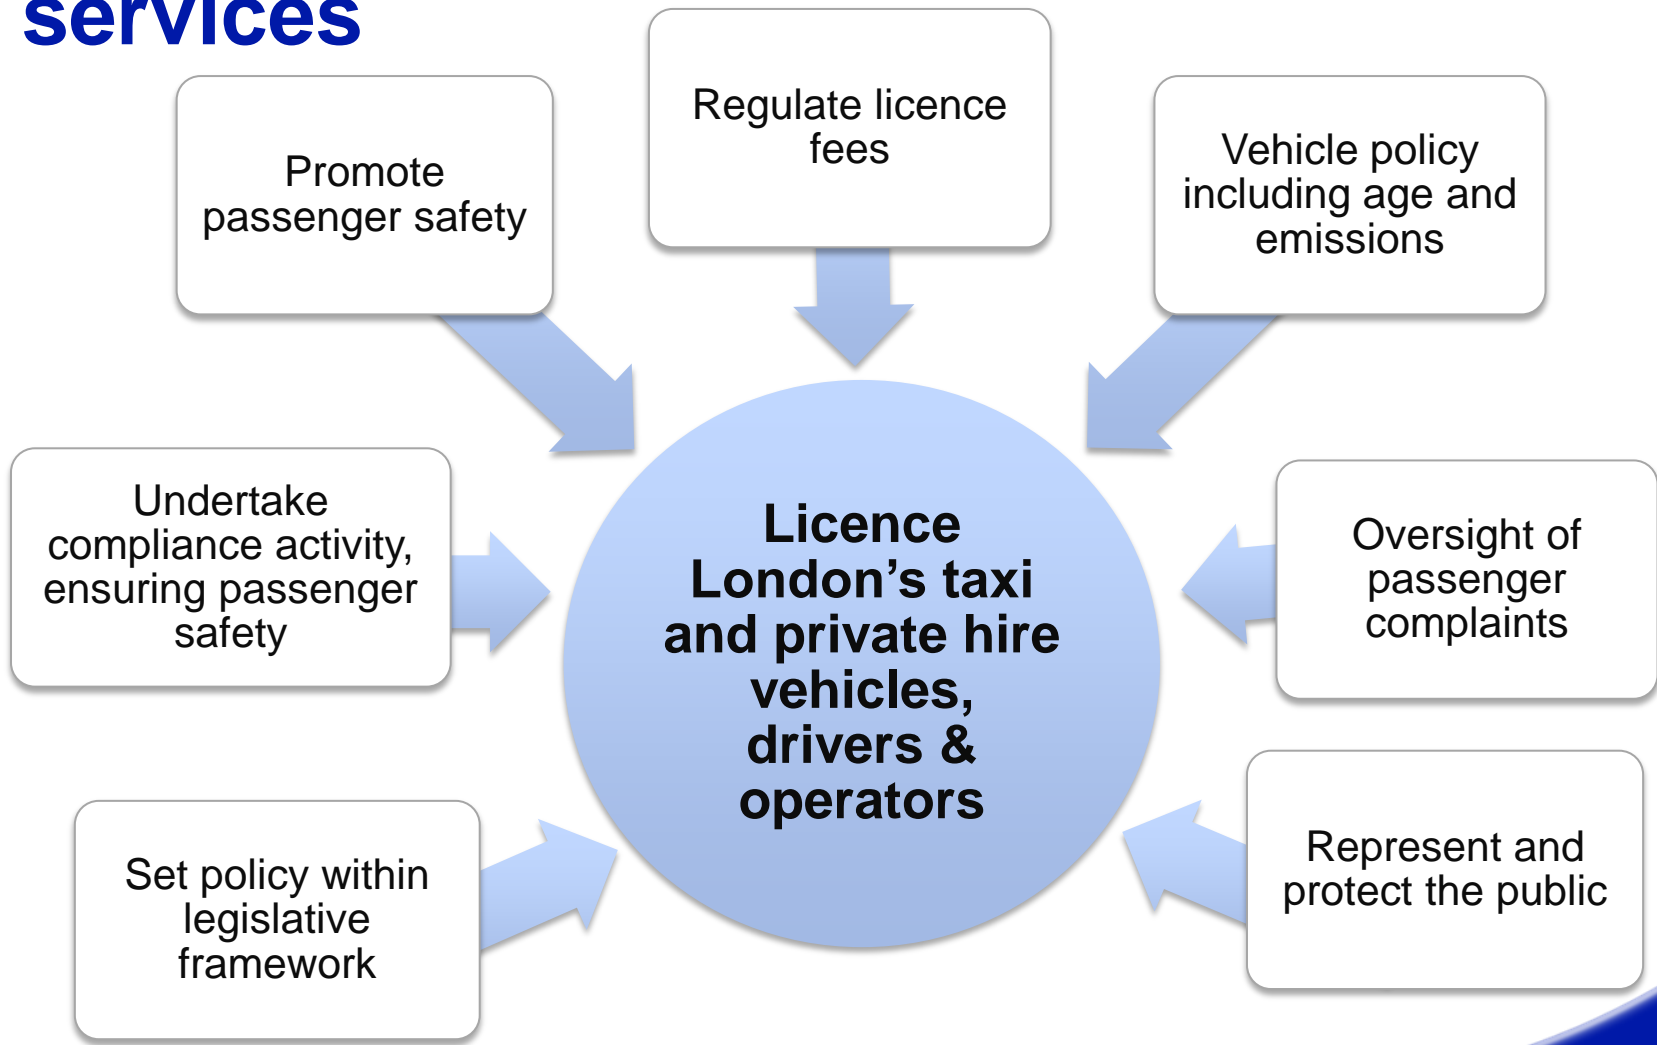 services
Regulate licence
fees
Promote
passenger safety
Vehicle policy
including age and
emissions
Undertake
compliance activity,
ensuring passenger
safety
Licence
London’s taxi
and private hire
vehicles,
drivers &
operators
Oversight of
passenger
complaints
Set policy within
legislative
framework
Represent and
protect the public